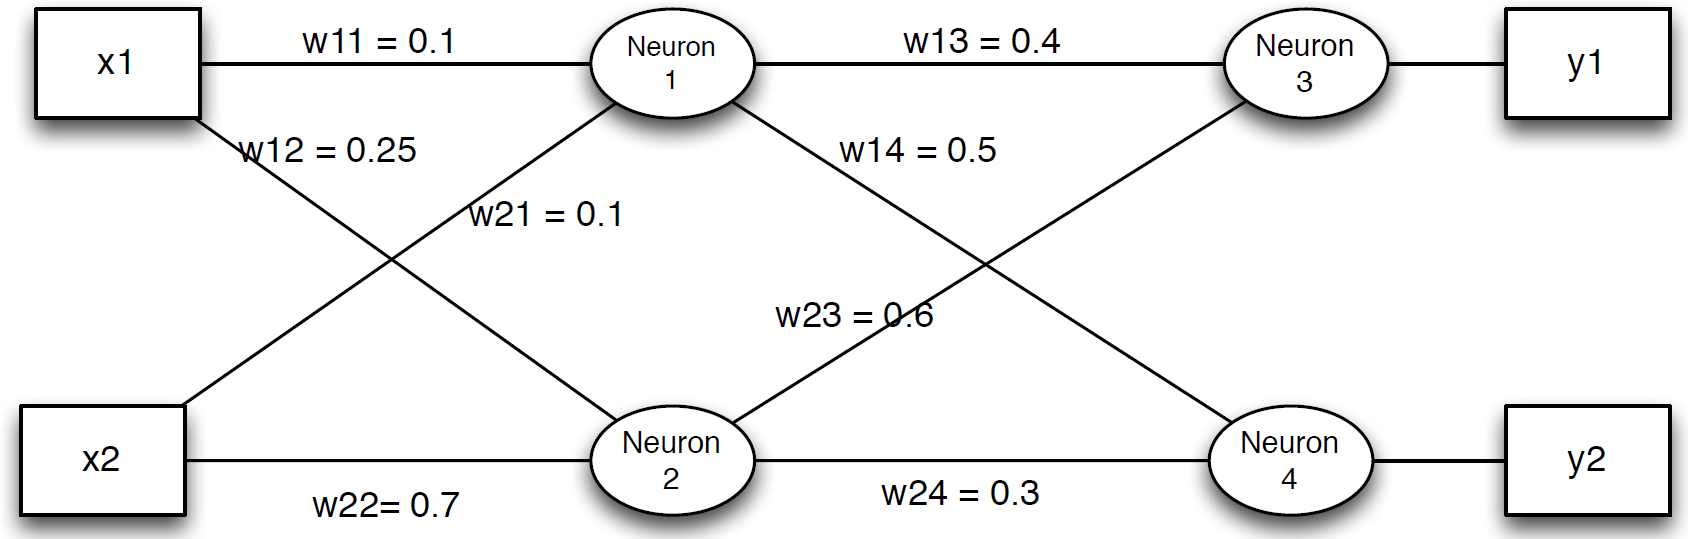 x1
w11 = 0.1
Neuron
1
w13 = 0.4
Neuron
3
y1
w12 = 0.25
w14 = 0.5
w21 = 0.1
w23 = 0.6
x2
w22= 0.7
Neuron
2
w24 = 0.3
Neuron
4
y2